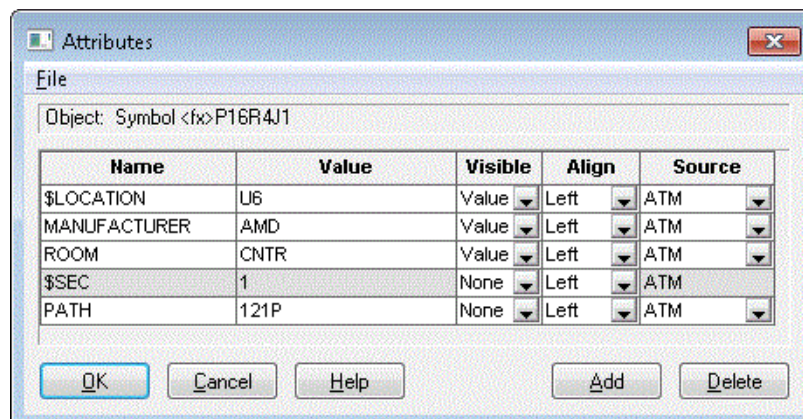 Attributes
File
Object: Symbol <fx>P16R4J1
Name Value Visible Align Source
$LOCATION U6 Value Left ATM
MANUFACTURER AMD Value Left ATM
ROOM CNTR Value Left ATM
$SEC 1 None Left ATM
PATH 121P None Left ATM
OK Cancel Help Add Delete